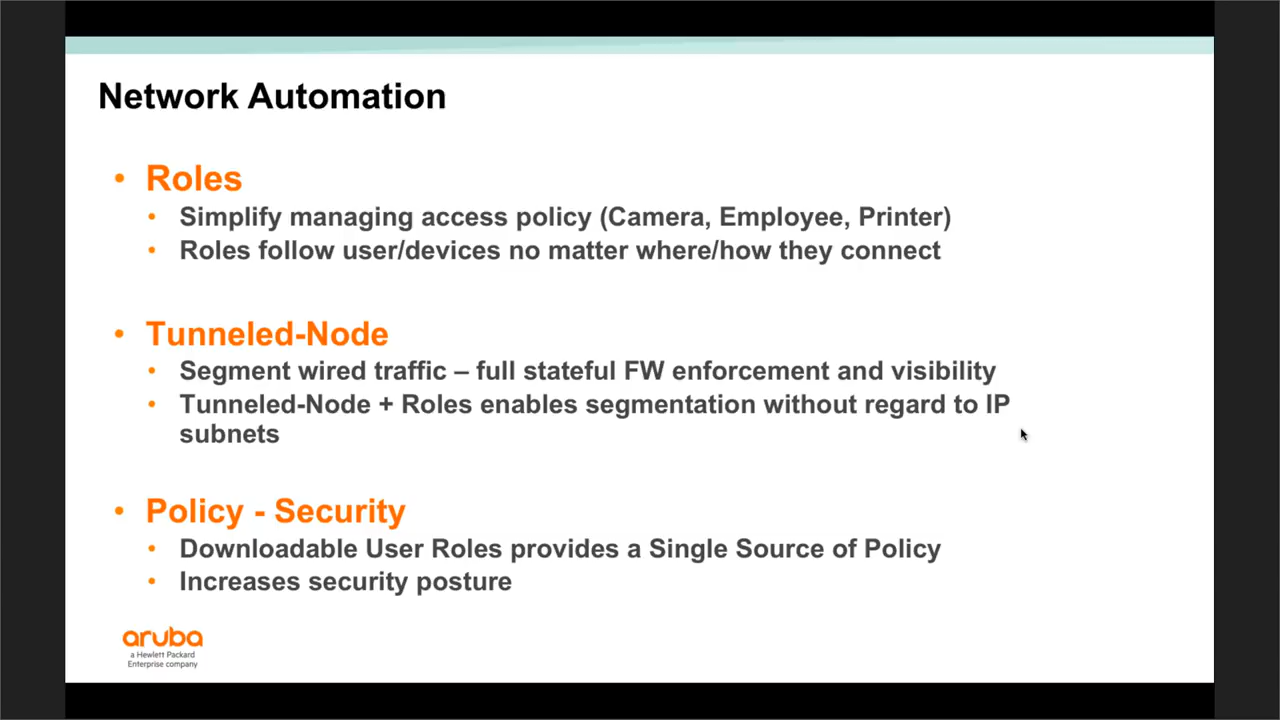 Network Automation
• Roles
• Simplify managing access policy (Camera, Employee, Printer)
• Roles follow user/devices no matter where/how they connect
• Tunneled-Node
• Segment wired traffic – full stateful FW enforcement and visibility
• Tunneled-Node + Roles enables segmentation without regard to IP
subnets
• Policy - Security
• Downloadable User Roles provides a Single Source of Policy
• Increases security posture
aruba
a Hewlett Packard
Enterprise company